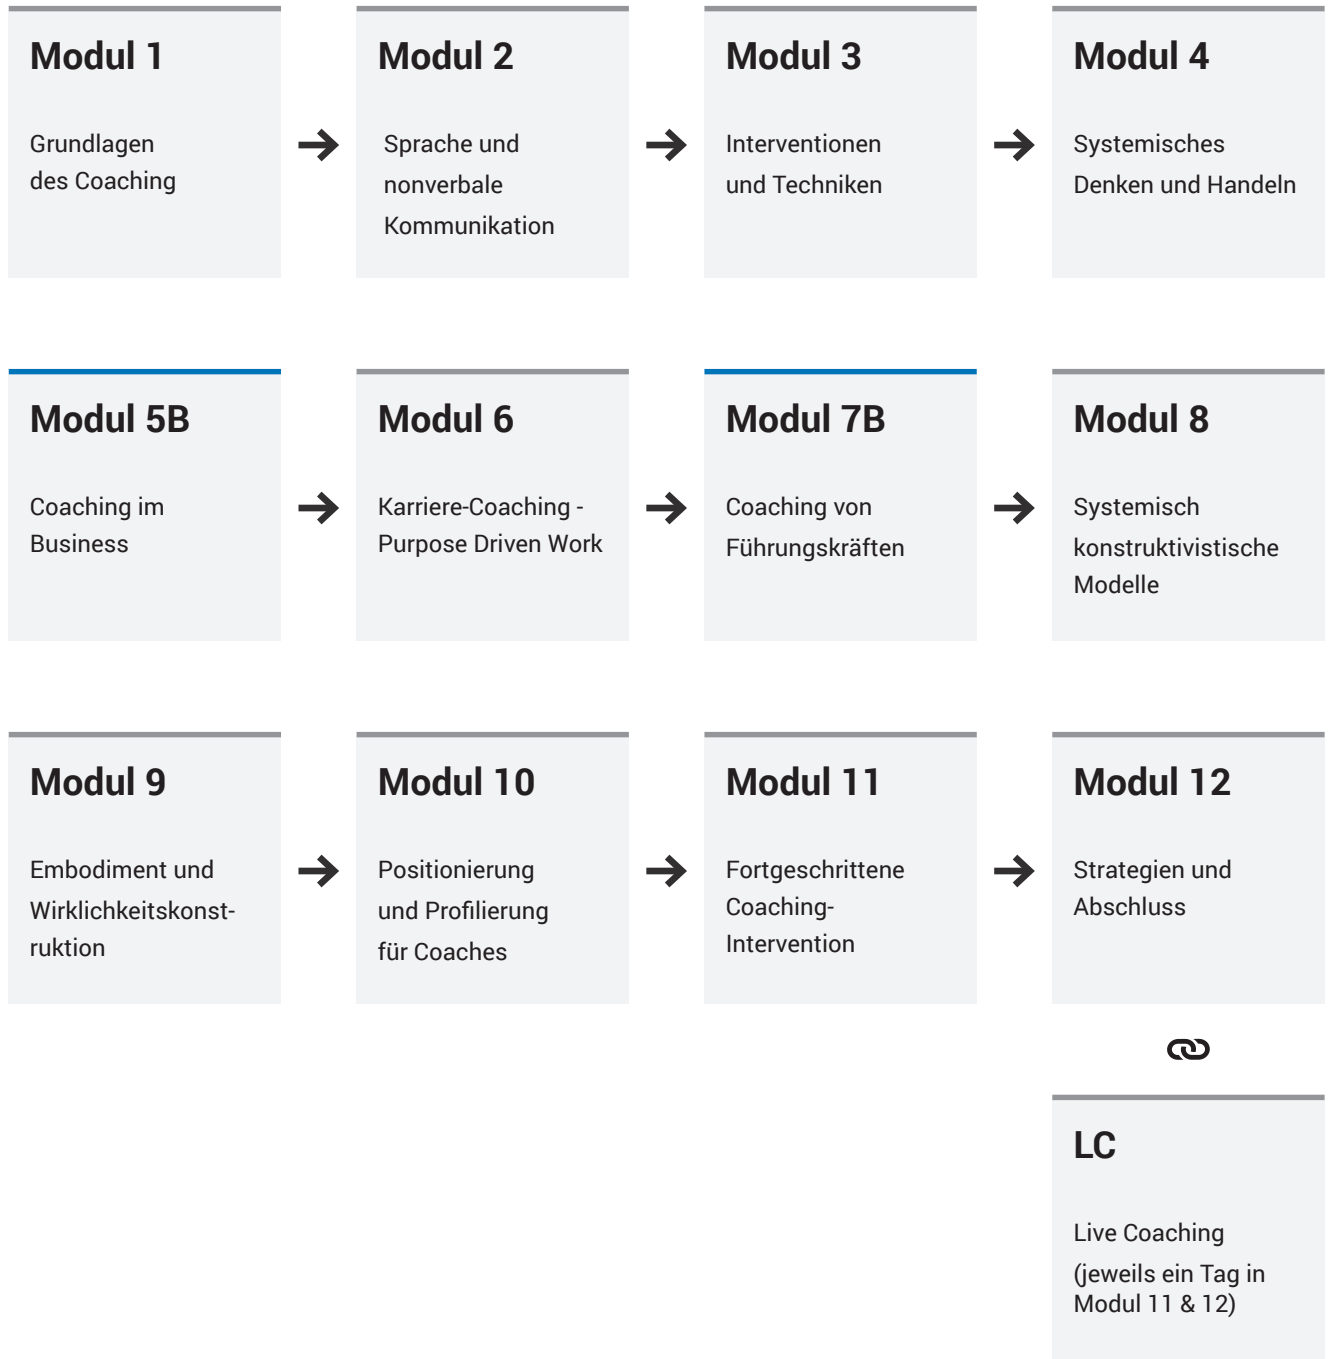 Modul 1
Grundlagen
des Coaching
Modul 2
Sprache und
nonverbale
Kommunikation
Modul 3
Interventionen
und Techniken
Modul 4
Systemisches
Denken und Handeln
Modul 5B
Coaching im
Business
Modul 6
Karriere-Coaching -
Purpose Driven Work
Modul 7B
Coaching von
Führungskräften
Modul 8
Systemisch
konstruktivistische
Modelle
Modul 9
Embodiment und
Wirklichkeitskonst-
ruktion
Modul 10
Positionierung
und Profilierung
für Coaches
Modul 11
Fortgeschrittene
Coaching-
Intervention
Modul 12
Strategien und
Abschluss
LC
Live Coaching
(jeweils ein Tag in
Modul 11 & 12)